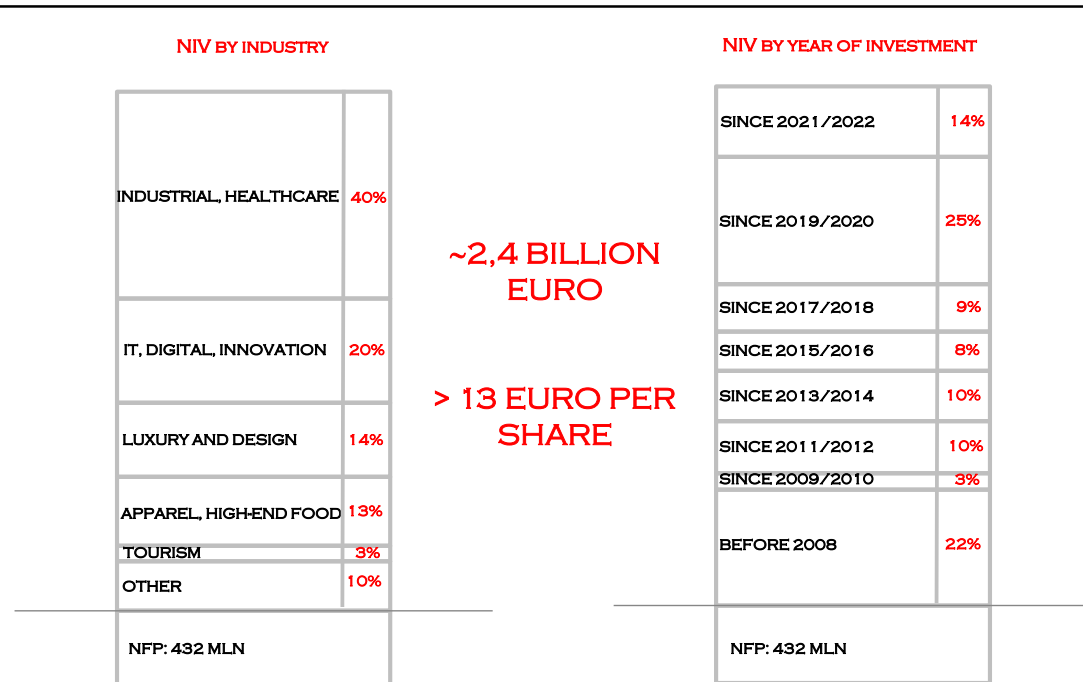 NIV BY INDUSTRY
INDUSTRIAL, HEALTHCARE 40%
IT, DIGITAL, INNOVATION 20%
LUXURY AND DESIGN 14%
APPAREL, HIGH-END FOOD 13%
TOURISM 3%
OTHER 10%
NFP: 432 MLN
~2,4 BILLION
EURO
> 13 EURO PER
SHARE
NIV BY YEAR OF INVESTMENT
SINCE 2021/2022 14%
SINCE 2019/2020 25%
SINCE 2017/2018 9%
SINCE 2015/2016 8%
SINCE 2013/2014 10%
SINCE 2011/2012 10%
SINCE 2009/2010 3%
BEFORE 2008 22%
NFP: 432 MLN